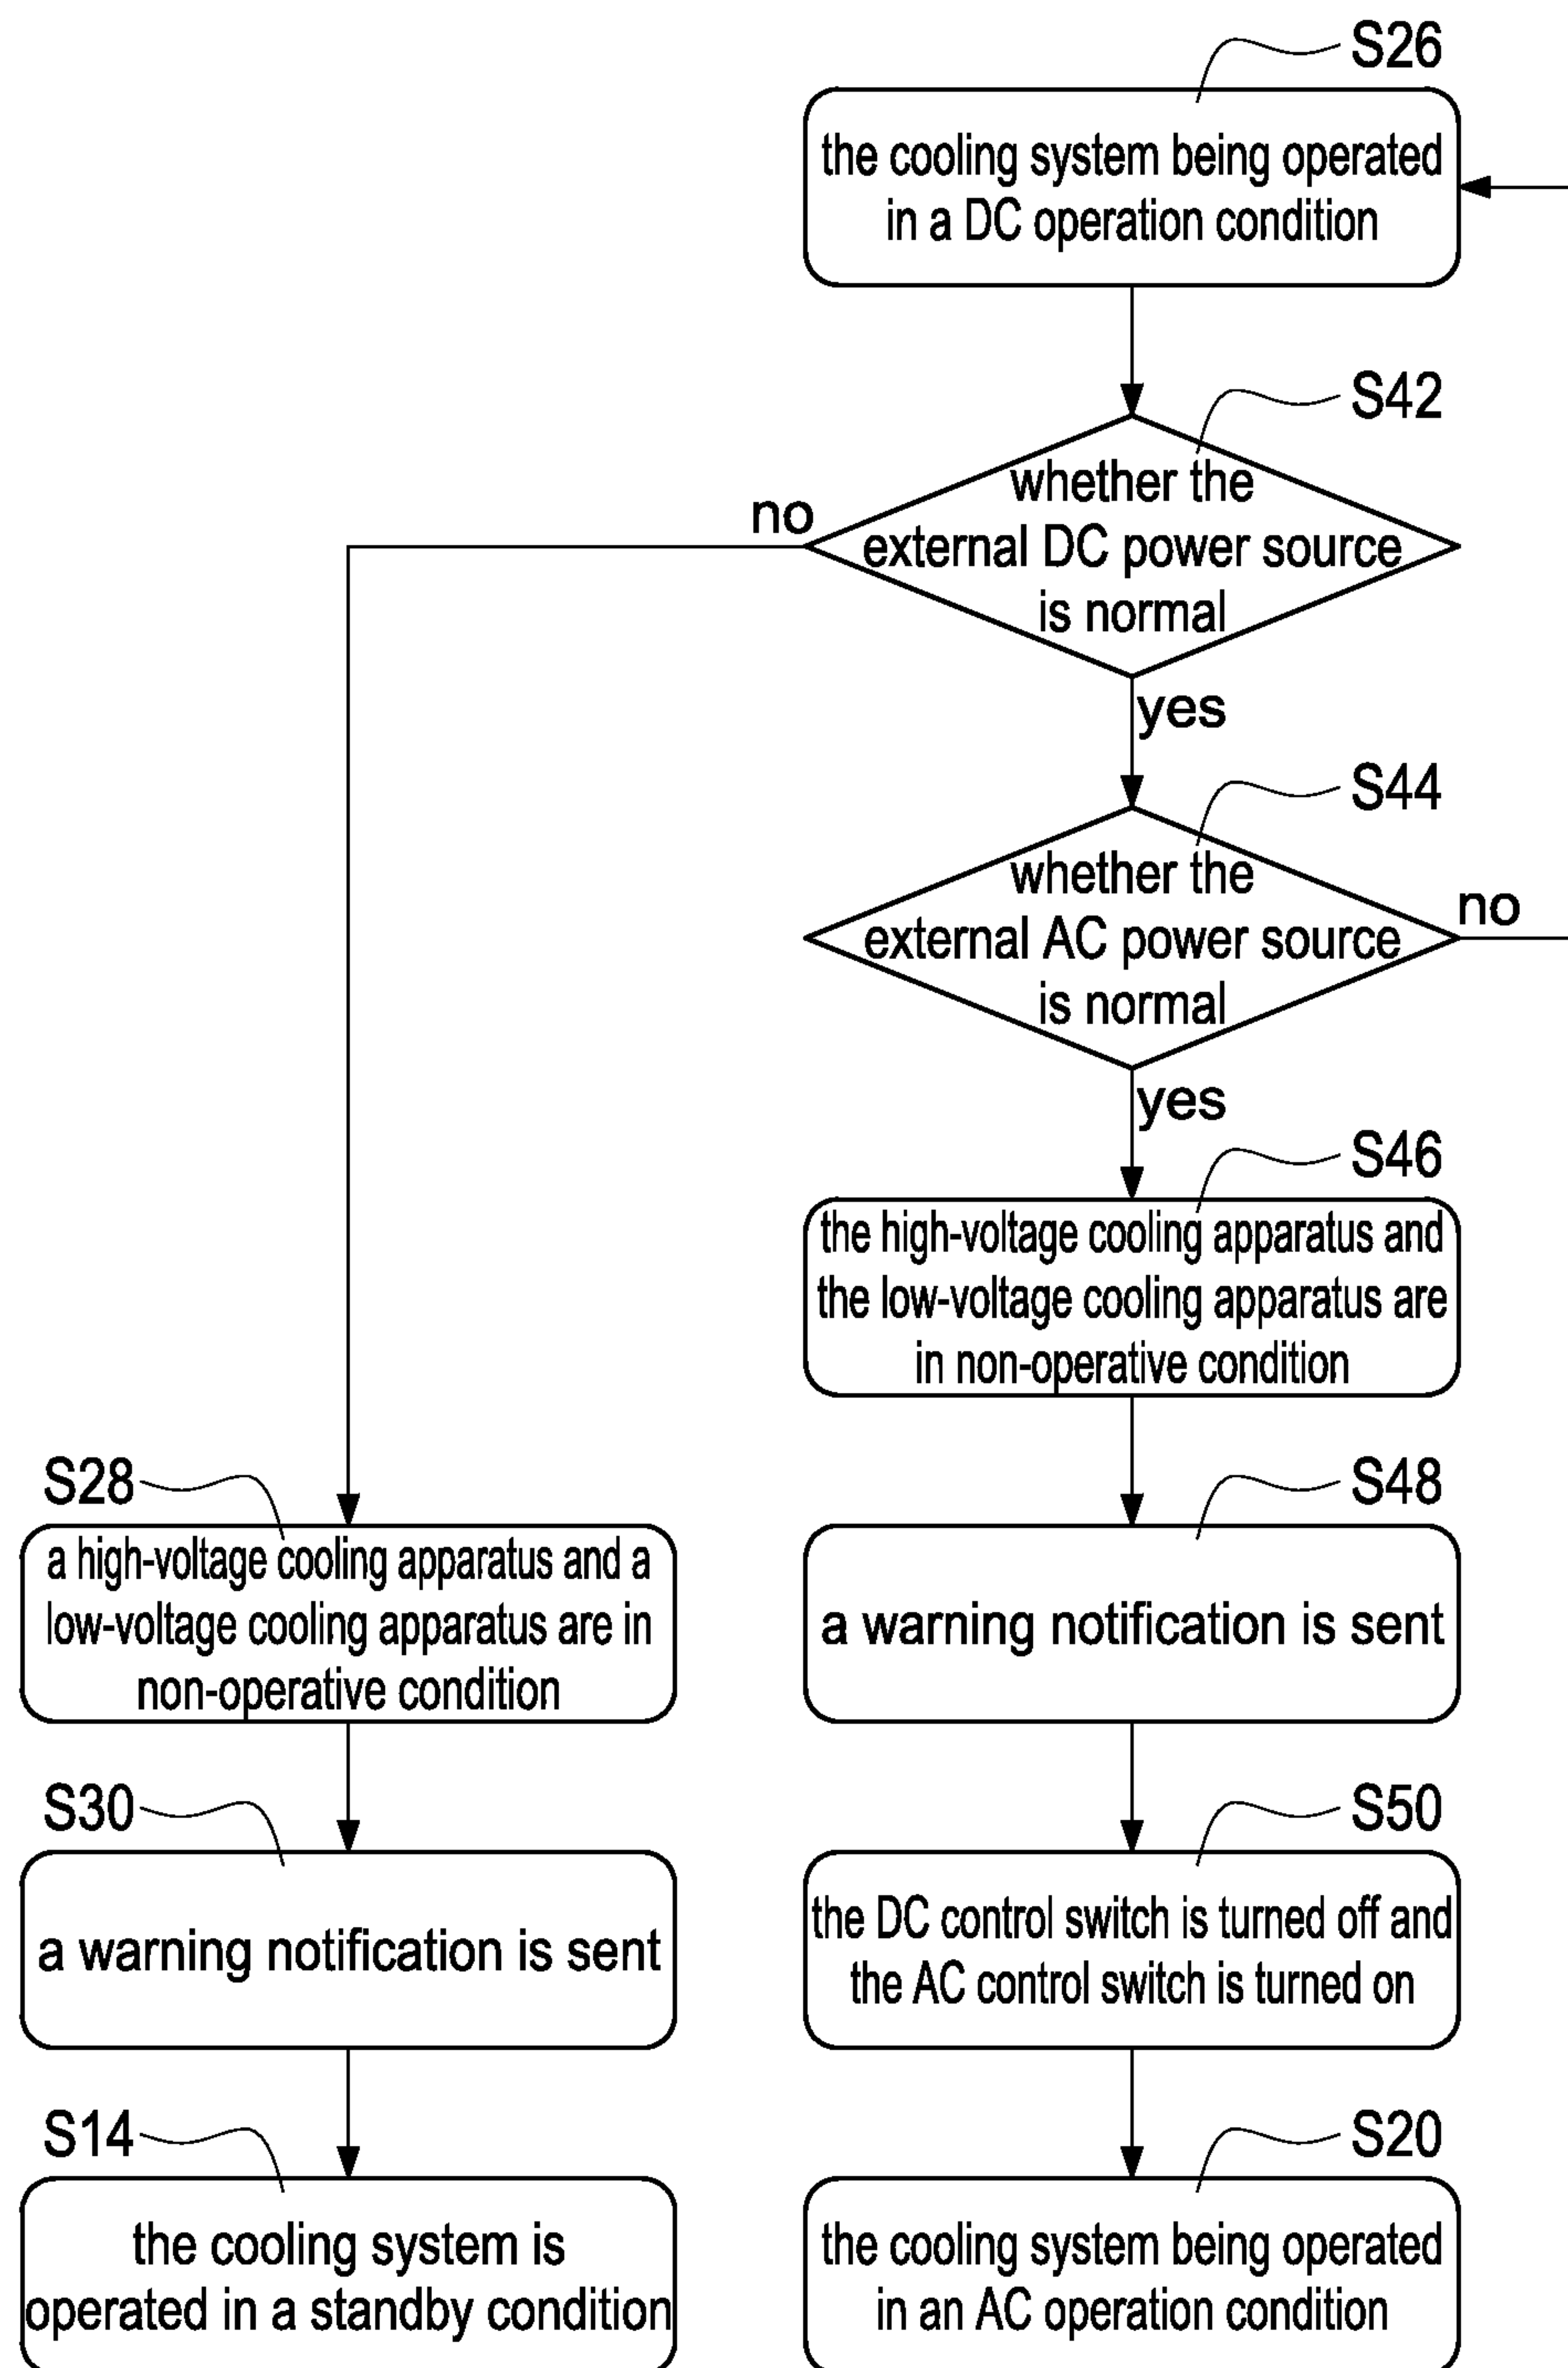 S26
the cooling system being operated
in a DC operation condition
S42
whether the
external DC power source
is normal
no
yes
S44
whether the
external AC power source
is normal
no
yes
S46
the high-voltage cooling apparatus and
the low-voltage cooling apparatus are
in non-operative condition
S28
a high-voltage cooling apparatus and a
low-voltage cooling apparatus are in
non-operative condition
S48
a warning notification is sent
S30
a warning notification is sent
S50
the DC control switch is turned off and
the AC control switch is turned on
S14
the cooling system is
operated in a standby condition
S20
the cooling system being operated
in an AC operation condition